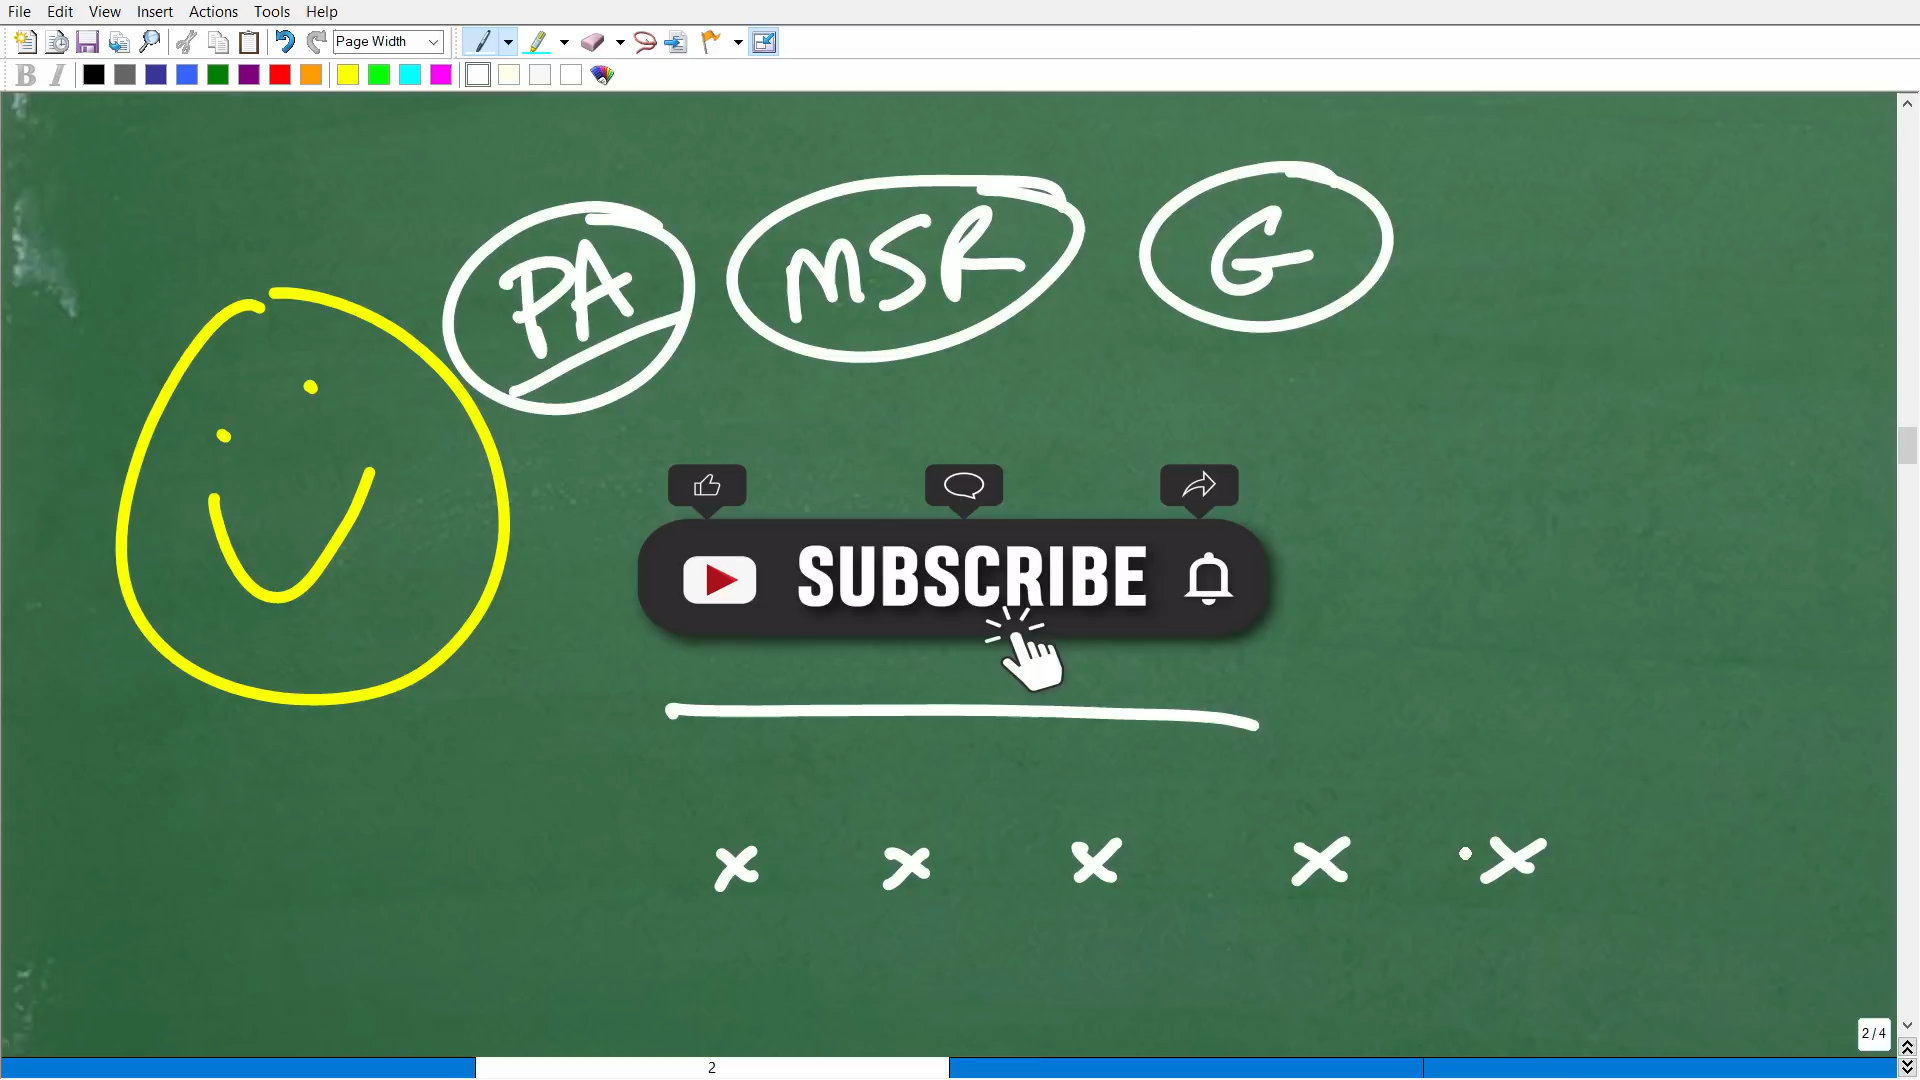 File Edit View Insert Actions Tools Help
Page Width
B I
PA MSR G
SUBSCRIBE
x x x x x
2 / 4
2